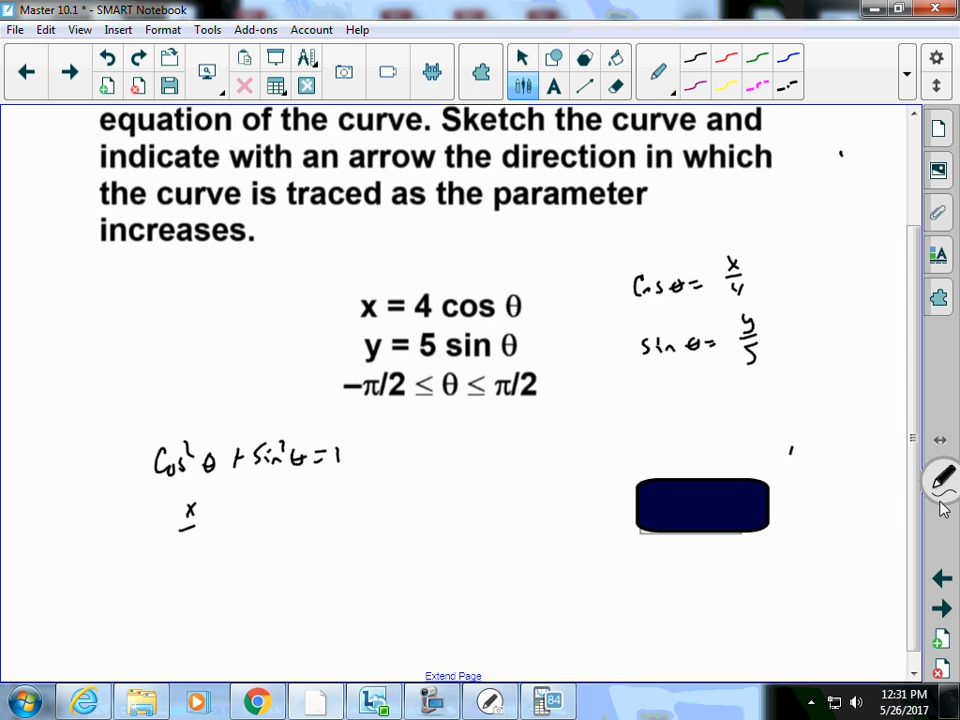 Master 10.1 * - SMART Notebook
File Edit View Insert Format Tools Add-ons Account Help
equation of the curve. Sketch the curve and
indicate with an arrow the direction in which
the curve is traced as the parameter
increases.
x = 4 cos θ
y = 5 sin θ
–π/2 ≤ θ ≤ π/2
Cos θ = x/4
sin θ = y/5
Cos² θ + Sin² θ = 1
x
Extend Page
84
12:31 PM
5/26/2017